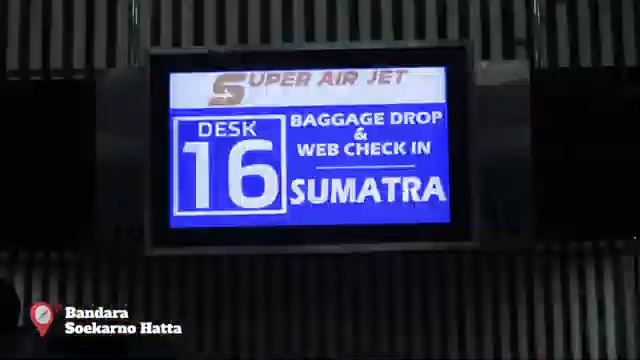 SUPER AIR JET
DESK
16
BAGGAGE DROP
&
WEB CHECK IN
SUMATRA
Bandara
Soekarno Hatta